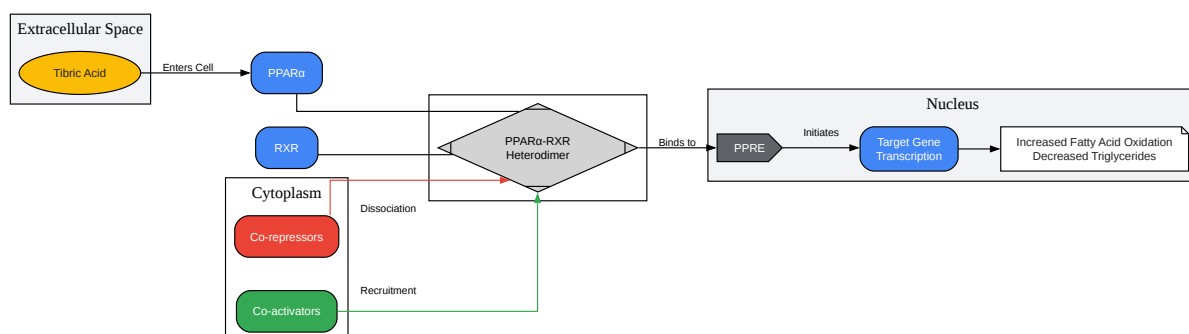 Extracellular Space
Tibric Acid
Enters Cell
PPARα
RXR
Cytoplasm
Co-repressors
Dissociation
Co-activators
Recruitment
PPARα-RXR
Heterodimer
Binds to
Nucleus
PPRE
Initiates
Target Gene
Transcription
Increased Fatty Acid Oxidation
Decreased Triglycerides